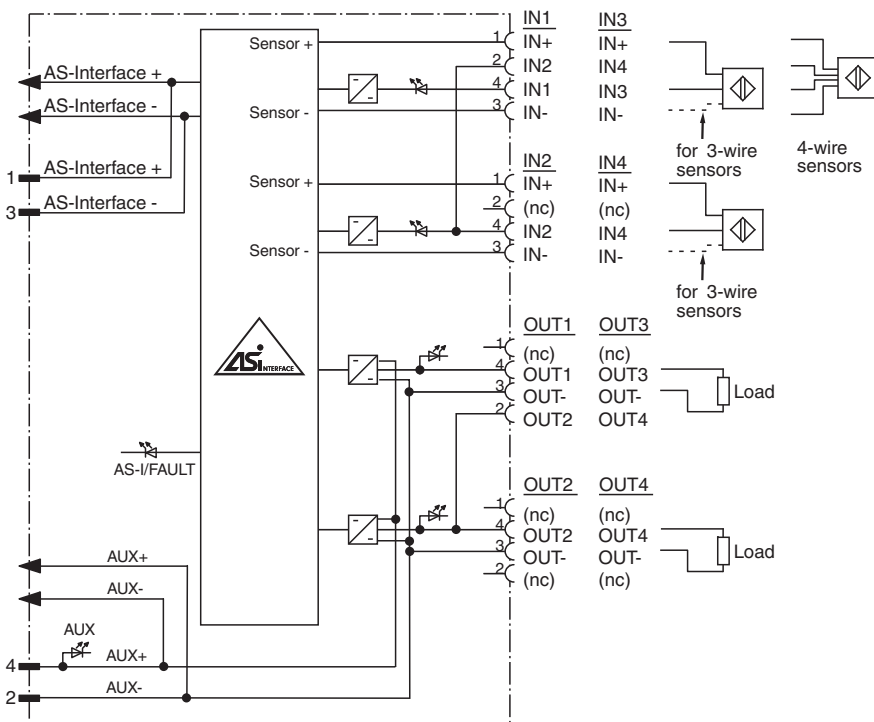 AS-Interface +
AS-Interface -
1 AS-Interface +
3 AS-Interface -
Sensor +
Sensor -
Sensor +
Sensor -
ASi INTERFACE
AS-I/FAULT
AUX+
AUX-
AUX
4 AUX+
2 AUX-
IN1 IN3
1 IN+ IN+
2 IN2 IN4
4 IN1 IN3
3 IN- IN-
for 3-wire
sensors
4-wire
sensors
IN2 IN4
1 IN+ IN+
2 (nc) (nc)
4 IN2 IN4
3 IN- IN-
for 3-wire
sensors
OUT1 OUT3
1 (nc) (nc)
4 OUT1 OUT3
3 OUT- OUT-
2 OUT2 OUT4
Load
OUT2 OUT4
1 (nc) (nc)
4 OUT2 OUT4
3 OUT- OUT-
2 (nc) (nc)
Load